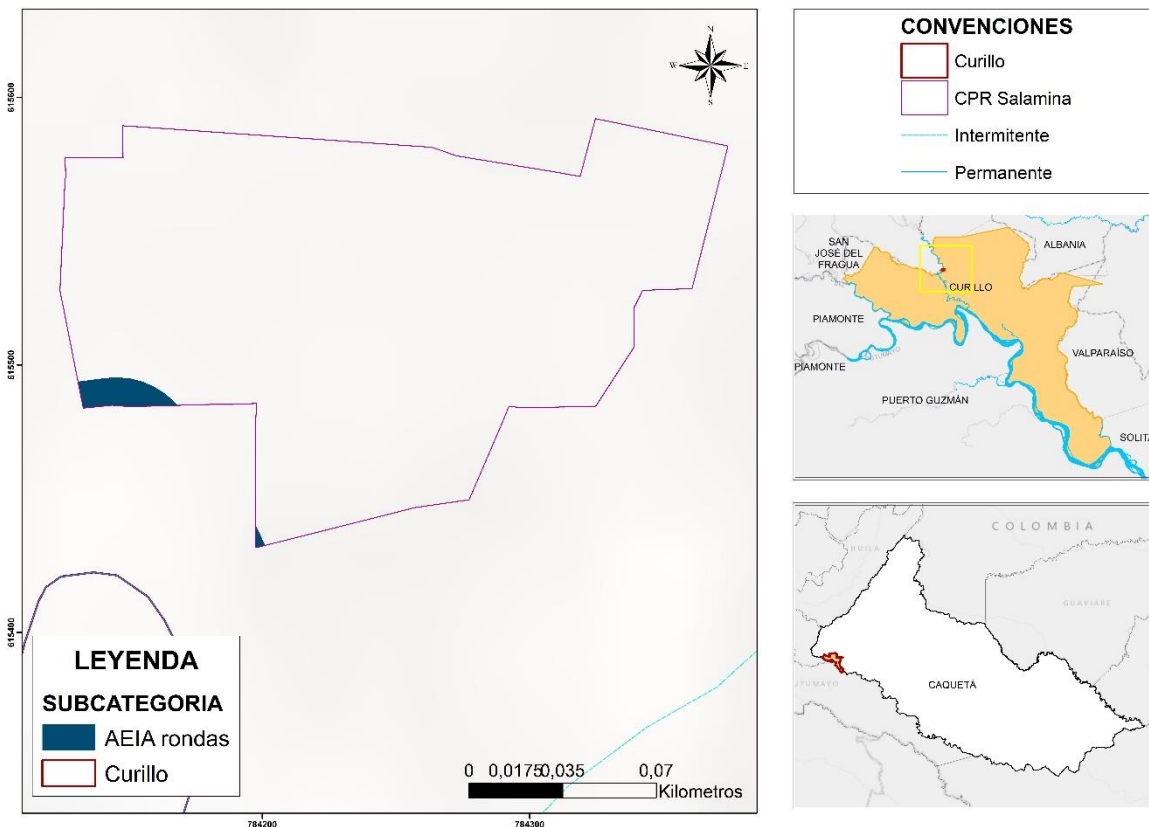 N
W E
S
615600
615500
615400
784200
784300
LEYENDA
SUBCATEGORIA
AEIA rondas
Curillo
0 0,0175 0,035 0,07
Kilometros
CONVENCIONES
Curillo
CPR Salamina
Intermitente
Permanente
SAN
JOSÉ DEL
FRAGUA
ALBANIA
CURILLO
PIAMONTE
PIAMONTE
VALPARAÍSO
PUERTO GUZMÁN
SOLITA
COLOMBIA
HUILA
GUAVIARE
CAQUETÁ
UTUMAYO